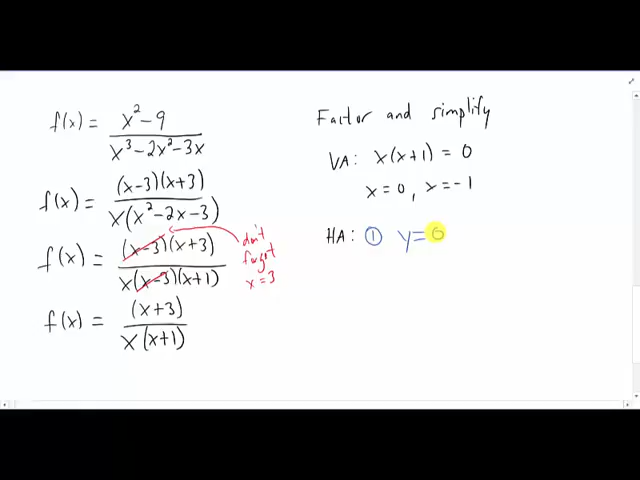 f(x) = (x² - 9)/(x³ - 2x² - 3x)
f(x) = ((x-3)(x+3))/(x(x² - 2x - 3))
f(x) = ((x-3)(x+3))/(x(x-3)(x+1))
don't
forget
x = 3
f(x) = (x+3)/(x(x+1))
Factor and simplify
VA: x(x+1) = 0
x = 0, x = -1
HA: ① y = 0